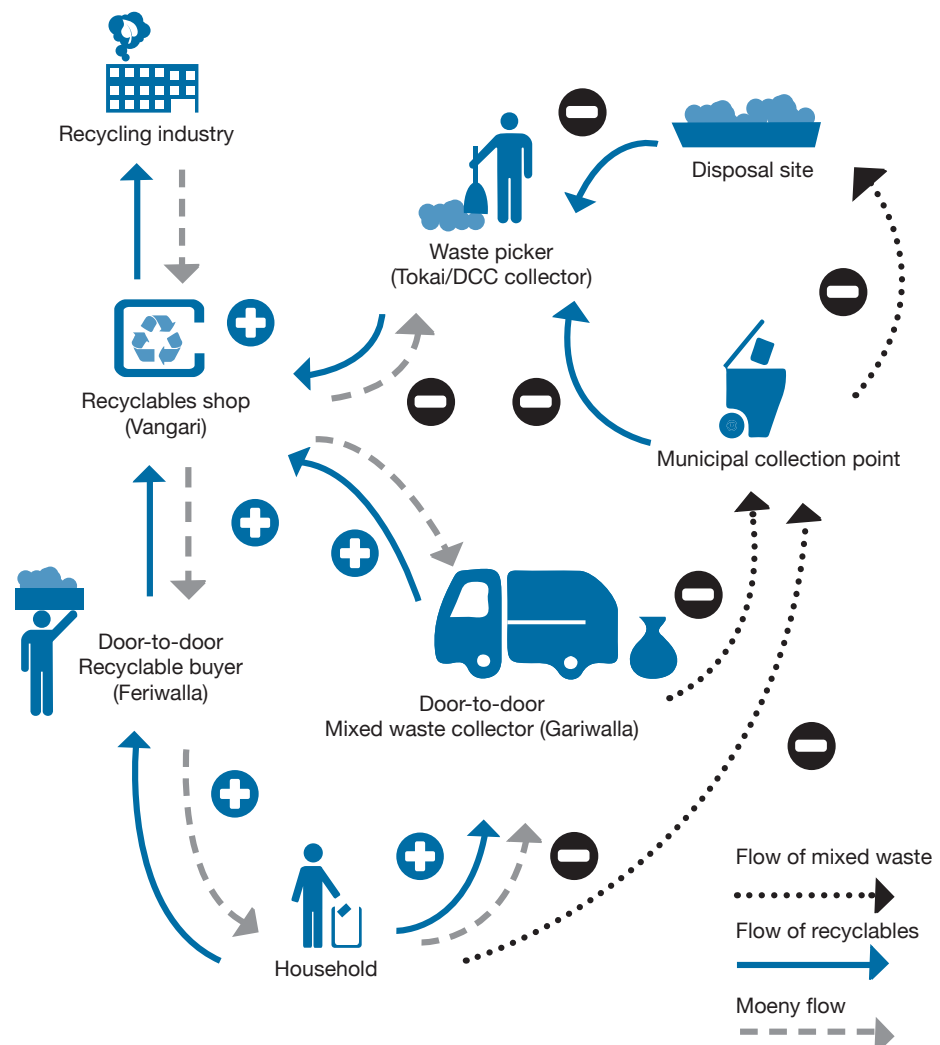 Recycling industry
Disposal site
Waste picker
(Tokai/DCC collector)
Recyclables shop
(Vangari)
Municipal collection point
Door-to-door
Recyclable buyer
(Feriwalla)
Door-to-door
Mixed waste collector (Gariwalla)
Household
Flow of mixed waste
Flow of recyclables
Moeny flow